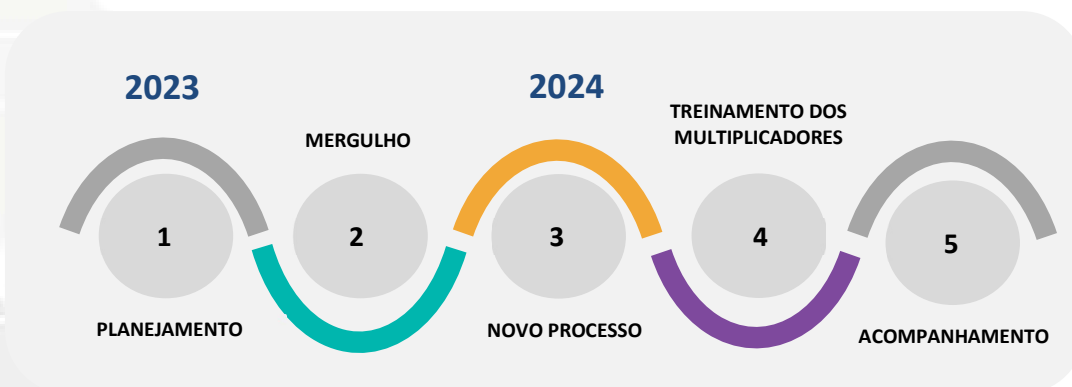 2023
2024
TREINAMENTO DOS
MULTIPLICADORES
MERGULHO
1
2
3
4
5
PLANEJAMENTO
NOVO PROCESSO
ACOMPANHAMENTO